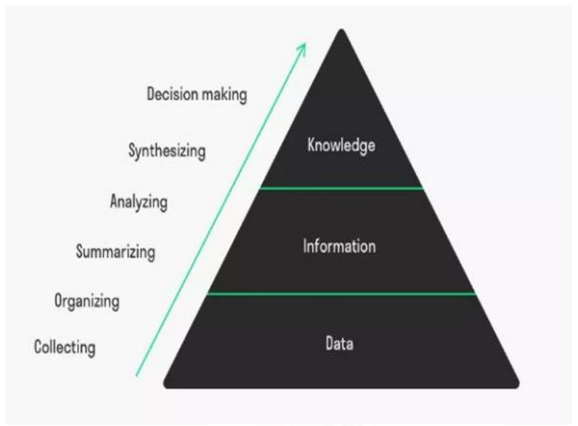 Decision making
Synthesizing
Analyzing
Summarizing
Organizing
Collecting
Knowledge
Information
Data